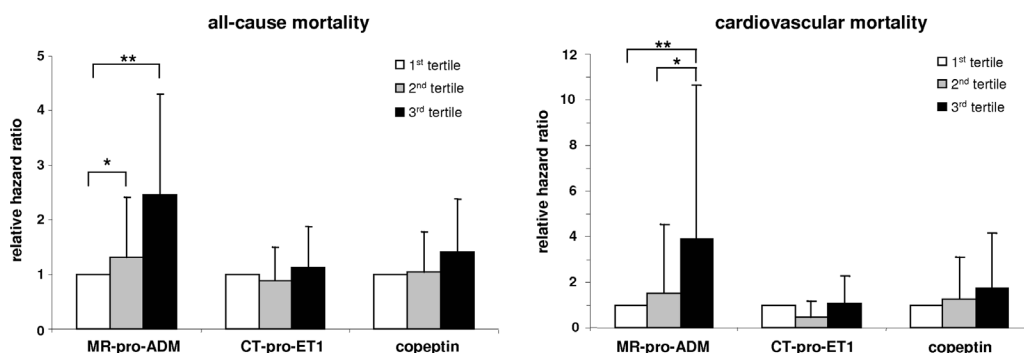 all-cause mortality
5
4
3
2
1
0
relative hazard ratio
**
*
1st tertile
2nd tertile
3rd tertile
MR-pro-ADM CT-pro-ET1 copeptin
cardiovascular mortality
12
10
8
6
4
2
0
relative hazard ratio
**
*
1st tertile
2nd tertile
3rd tertile
MR-pro-ADM CT-pro-ET1 copeptin